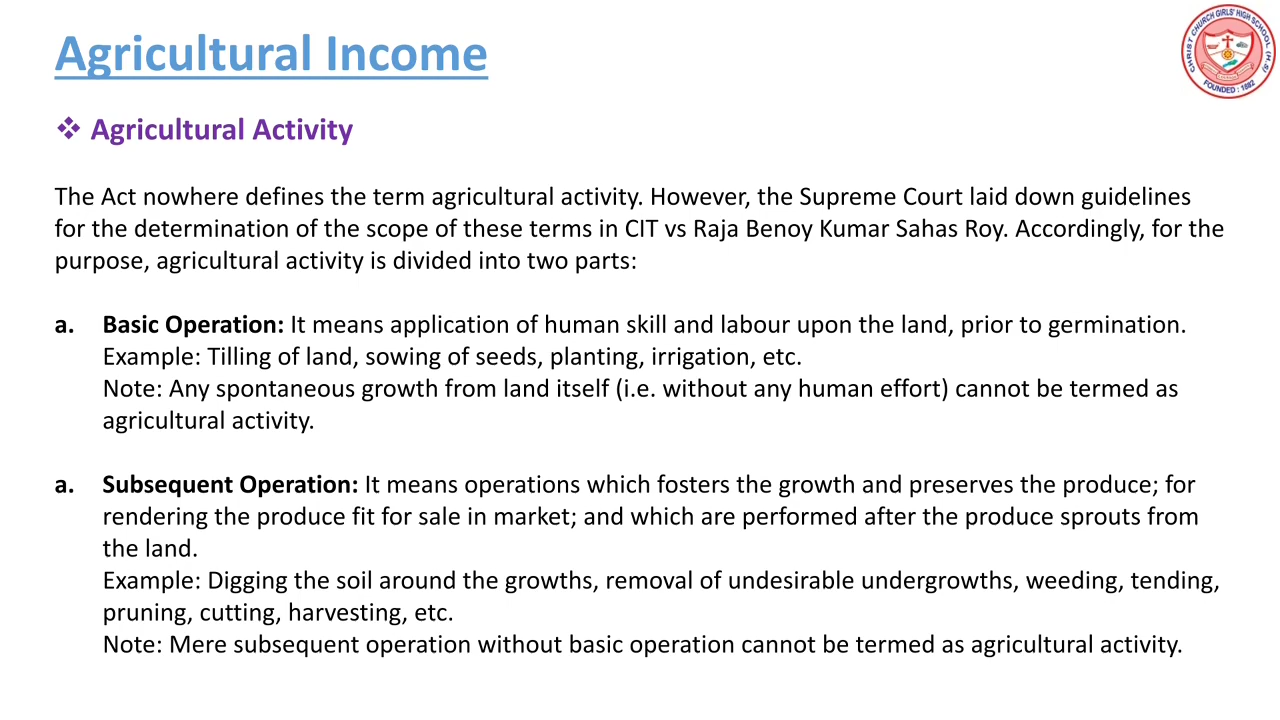 Agricultural Income
CHRIST CHURCH GIRLS' HIGH SCHOOL (H.S)
FOUNDED : 1882
❖ Agricultural Activity
The Act nowhere defines the term agricultural activity. However, the Supreme Court laid down guidelines
for the determination of the scope of these terms in CIT vs Raja Benoy Kumar Sahas Roy. Accordingly, for the
purpose, agricultural activity is divided into two parts:
a. Basic Operation: It means application of human skill and labour upon the land, prior to germination.
Example: Tilling of land, sowing of seeds, planting, irrigation, etc.
Note: Any spontaneous growth from land itself (i.e. without any human effort) cannot be termed as
agricultural activity.
a. Subsequent Operation: It means operations which fosters the growth and preserves the produce; for
rendering the produce fit for sale in market; and which are performed after the produce sprouts from
the land.
Example: Digging the soil around the growths, removal of undesirable undergrowths, weeding, tending,
pruning, cutting, harvesting, etc.
Note: Mere subsequent operation without basic operation cannot be termed as agricultural activity.